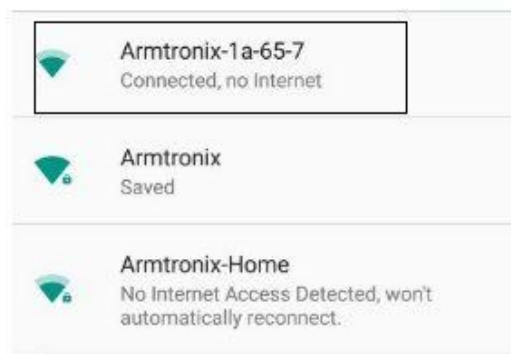 Armtronix-1a-65-7
Connected, no Internet
Armtronix
Saved
Armtronix-Home
No Internet Access Detected, won't
automatically reconnect.